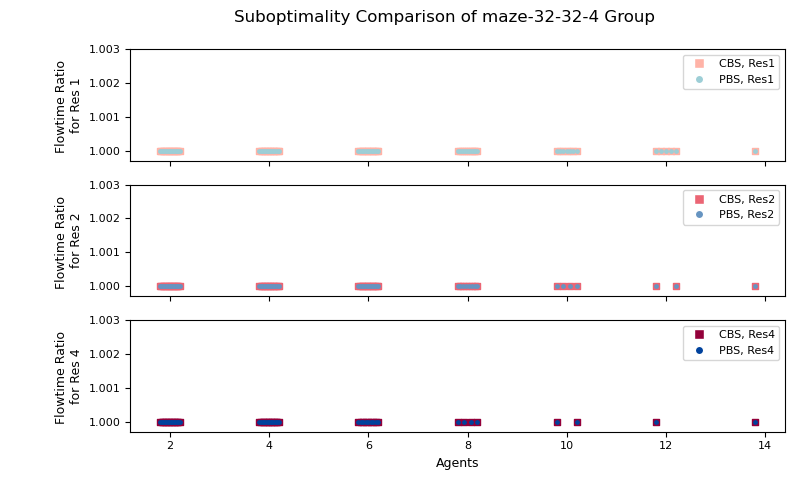 Suboptimality Comparison of maze-32-32-4 Group
Flowtime Ratio
for Res 1
1.003
1.002
1.001
1.000
CBS, Res1
PBS, Res1
Flowtime Ratio
for Res 2
1.003
1.002
1.001
1.000
CBS, Res2
PBS, Res2
Flowtime Ratio
for Res 4
1.003
1.002
1.001
1.000
CBS, Res4
PBS, Res4
2 4 6 8 10 12 14
Agents